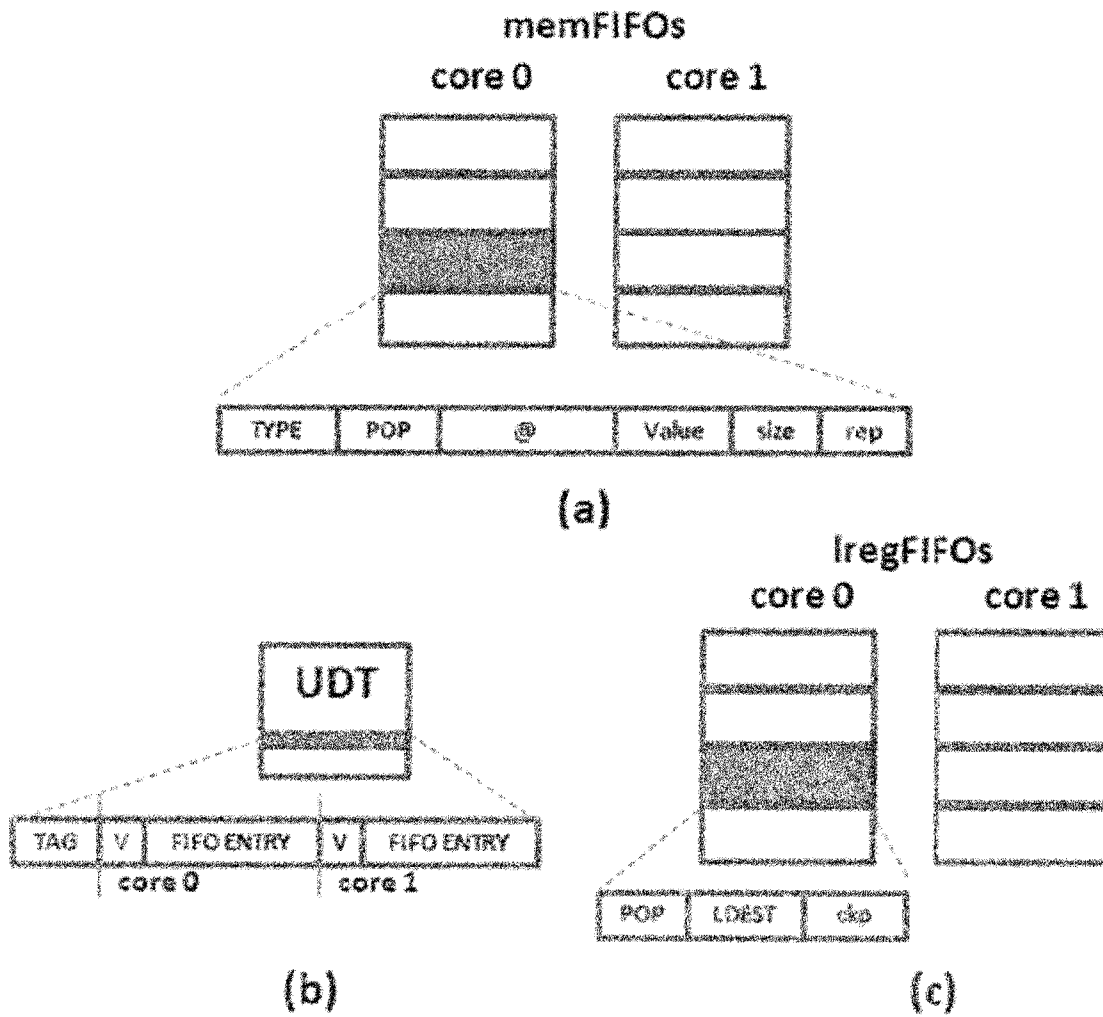 memFIFOs
core 0 core 1
TYPE POP @ Value size rep
(a)
lregFIFOs
core 0 core 1
UDT
TAG V FIFO ENTRY V FIFO ENTRY
core 0 core 1
POP LDEST ckp
(b)
(c)